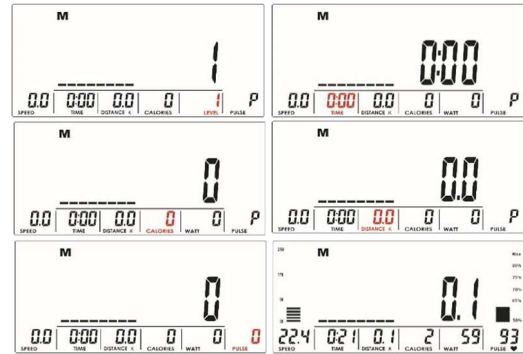 M
1
0.0 0:00 0.0 0 1 P
SPEED TIME DISTANCE K CALORIES LEVEL PULSE
M
0:00
0.0 0:00 0.0 0 0 P
SPEED TIME DISTANCE K CALORIES WATT PULSE
M
0
0.0 0:00 0.0 0 0 P
SPEED TIME DISTANCE K CALORIES WATT PULSE
M
0.0
0.0 0:00 0.0 0 0 P
SPEED TIME DISTANCE K CALORIES WATT PULSE
M
0
0.0 0:00 0.0 0 0 0
SPEED TIME DISTANCE K CALORIES WATT PULSE
M
0.1
Max
22.4 0:21 0.1 2 59 93
SPEED TIME DISTANCE K CALORIES WATT PULSE